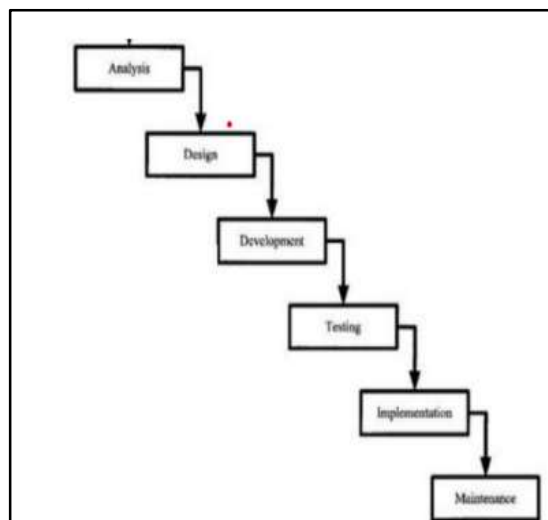 Analysis
Design
Development
Testing
Implementation
Maintenance